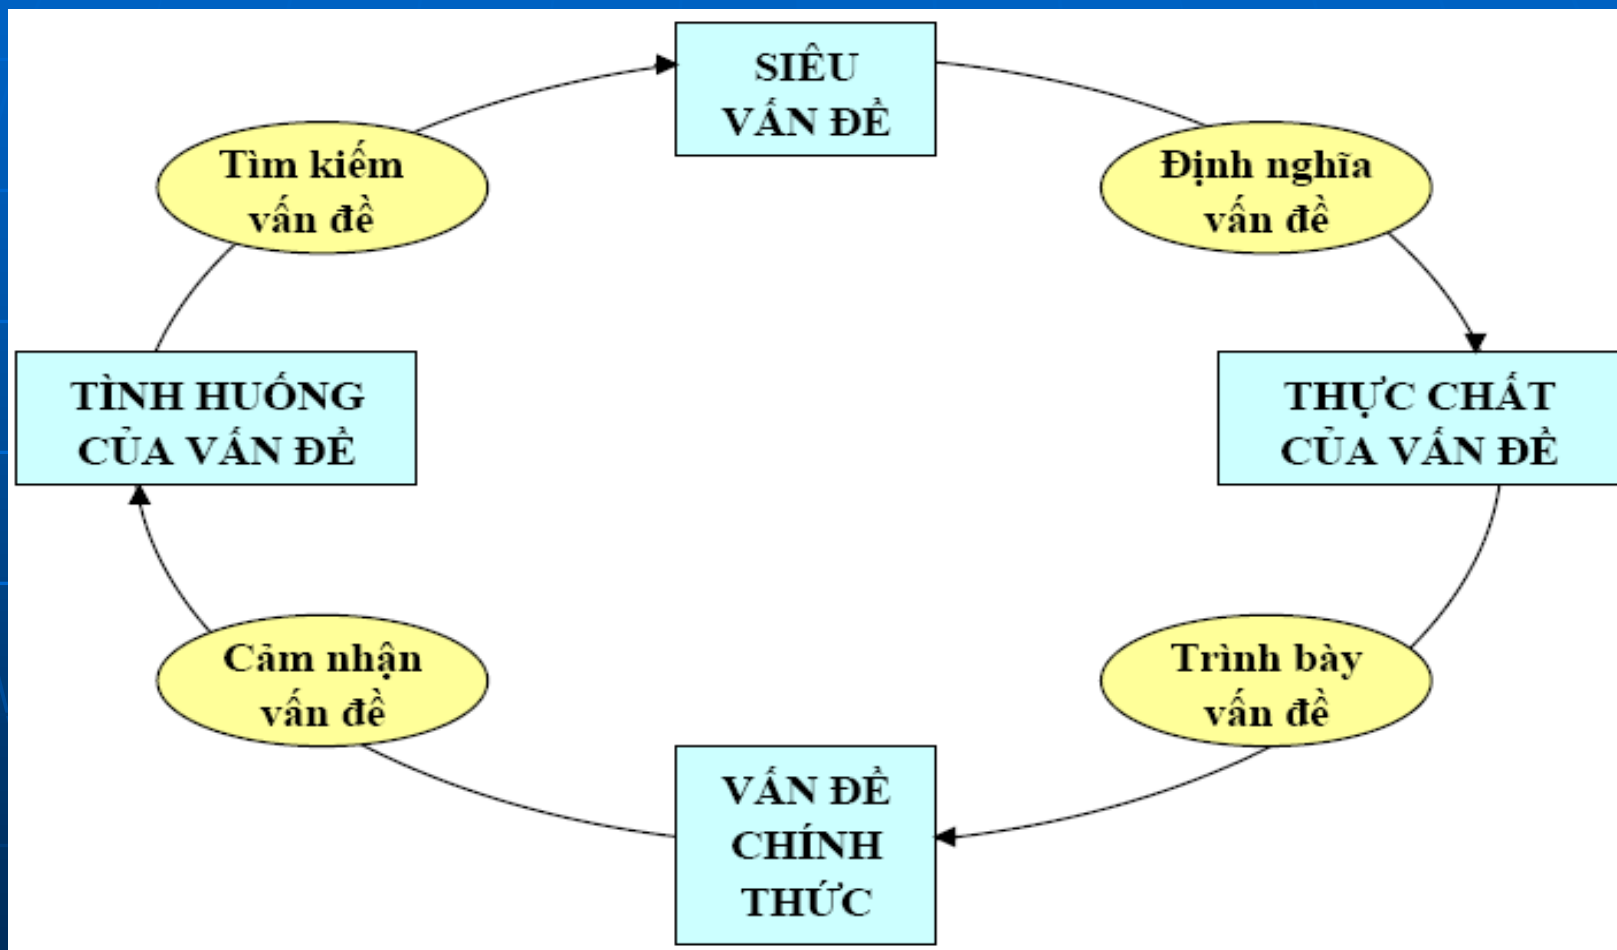 SIÊU
VẤN ĐỀ
Tìm kiếm
vấn đề
Định nghĩa
vấn đề
TÌNH HUỐNG
CỦA VẤN ĐỀ
THỰC CHẤT
CỦA VẤN ĐỀ
Cảm nhận
vấn đề
Trình bày
vấn đề
VẤN ĐỀ
CHÍNH
THỨC